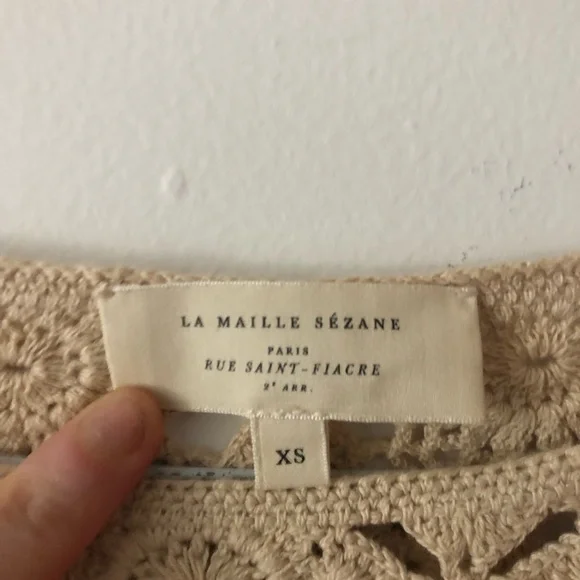 LA MAILLE SÉZANE
PARIS
RUE SAINT-FIACRE
2ᵉ ARR.
XS